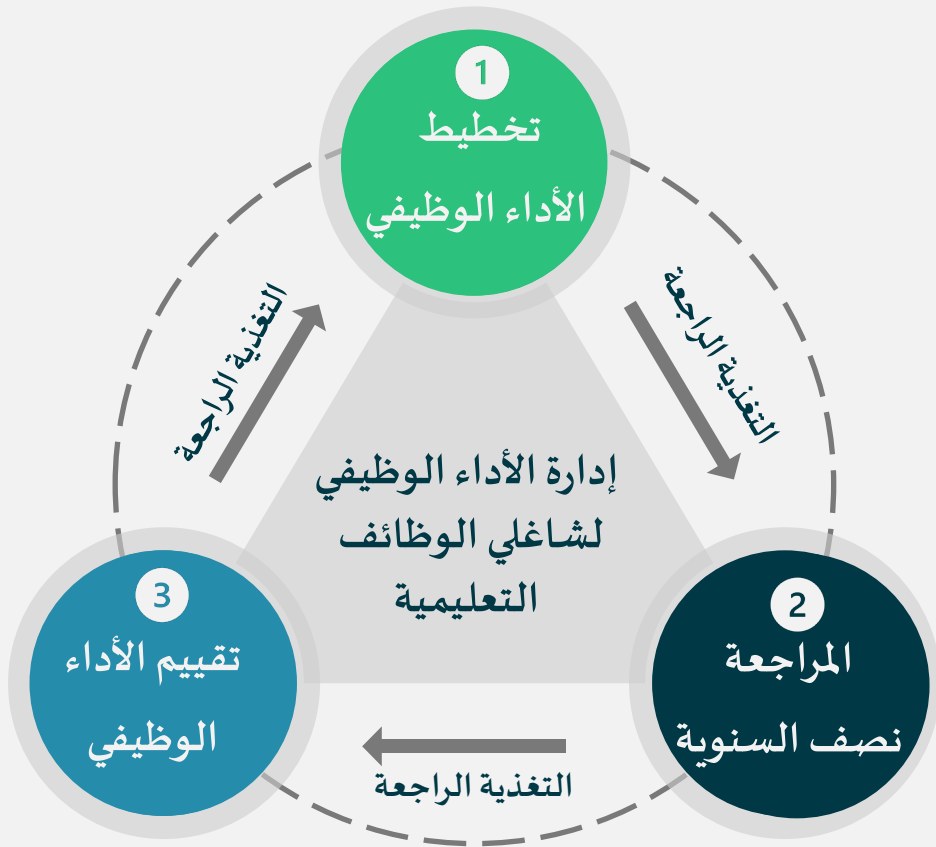 1
تخطيط
الأداء الوظيفي
التغذية الراجعة
التغذية الراجعة
إدارة الأداء الوظيفي
لشاغلي الوظائف
التعليمية
2
المراجعة
نصف السنوية
3
تقييم الأداء
الوظيفي
التغذية الراجعة